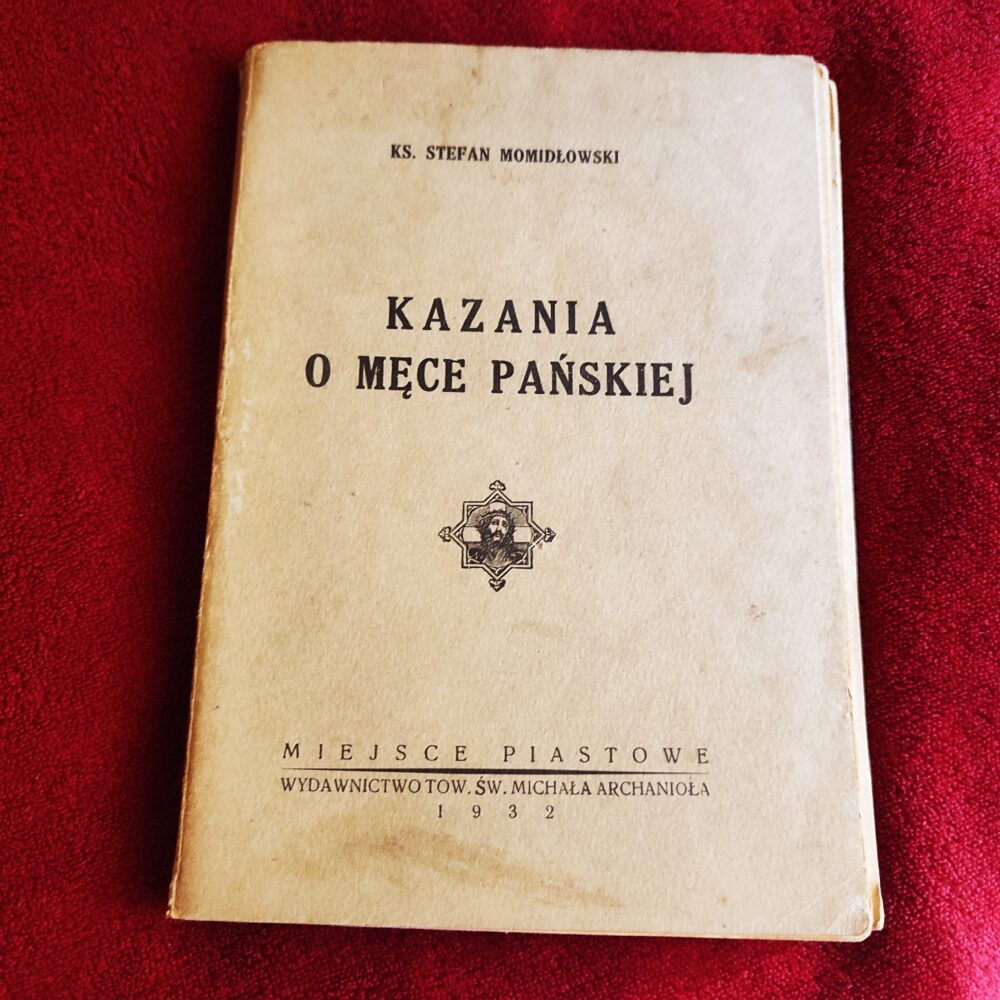 KS. STEFAN MOMIDŁOWSKI
KAZANIA
O MĘCE PAŃSKIEJ
MIEJSCE PIASTOWE
WYDAWNICTWO TOW. ŚW. MICHAŁA ARCHANIOŁA
1932